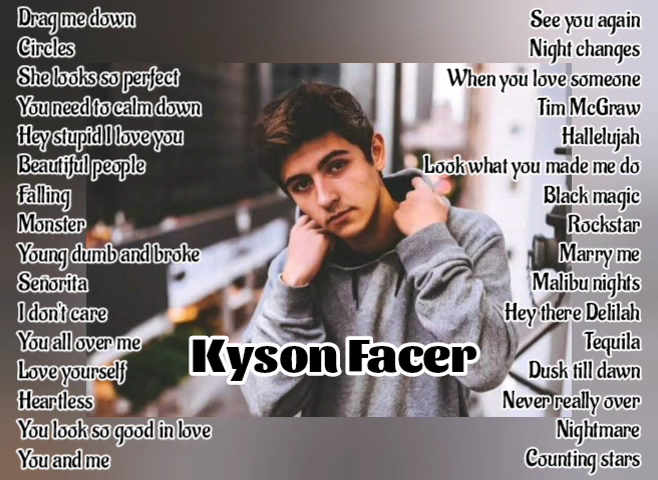 Drag me down
Circles
She looks so perfect
You need to calm down
Hey stupid I love you
Beautiful people
Falling
Monster
Young dumb and broke
Señorita
I don't care
You all over me
Love yourself
Heartless
You look so good in love
You and me
See you again
Night changes
When you love someone
Tim McGraw
Hallelujah
Look what you made me do
Black magic
Rockstar
Marry me
Malibu nights
Hey there Delilah
Tequila
Dusk till dawn
Never really over
Nightmare
Counting stars
Kyson Facer